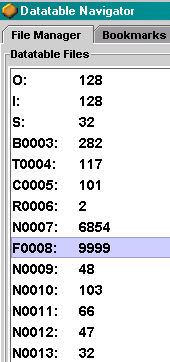 Datatable Navigator
File Manager Bookmarks
Datatable Files
O: 128
I: 128
S: 32
B0003: 282
T0004: 117
C0005: 101
R0006: 2
N0007: 6854
F0008: 9999
N0009: 48
N0010: 103
N0011: 66
N0012: 47
N0013: 32